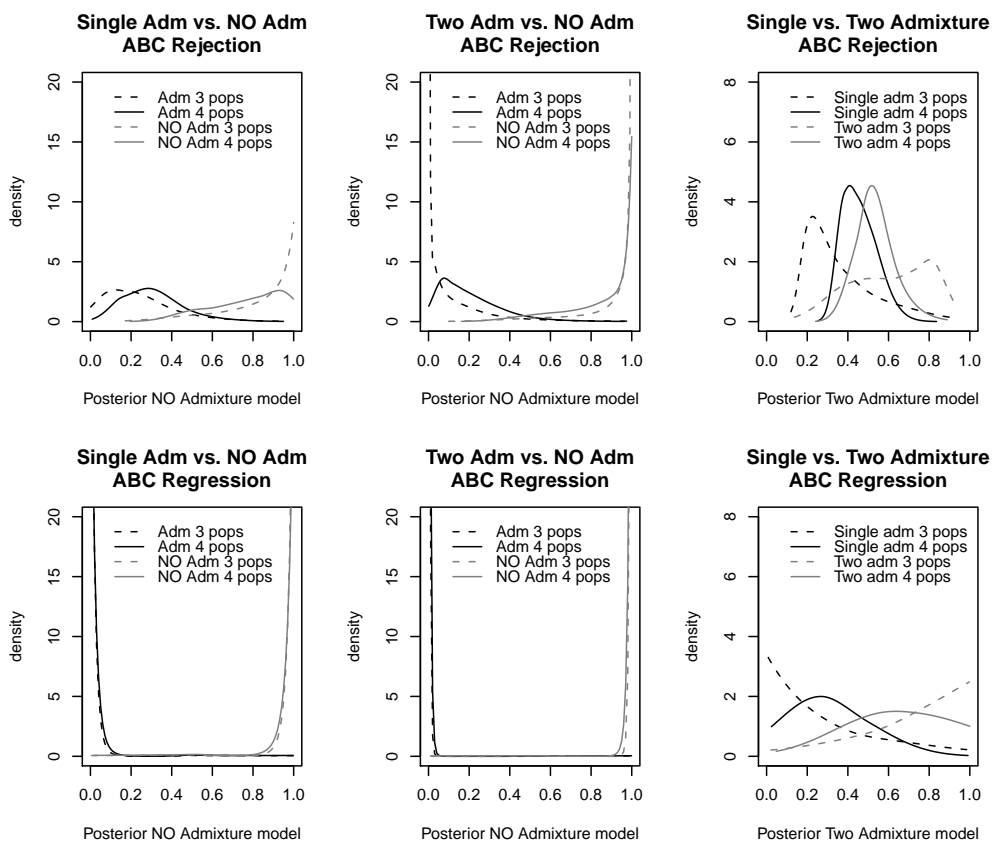 Single Adm vs. NO Adm
ABC Rejection
density
0 5 10 15 20
Adm 3 pops
Adm 4 pops
NO Adm 3 pops
NO Adm 4 pops
0.0 0.2 0.4 0.6 0.8 1.0
Posterior NO Admixture model
Two Adm vs. NO Adm
ABC Rejection
density
0 5 10 15 20
Adm 3 pops
Adm 4 pops
NO Adm 3 pops
NO Adm 4 pops
0.0 0.2 0.4 0.6 0.8 1.0
Posterior NO Admixture model
Single vs. Two Admixture
ABC Rejection
density
0 2 4 6 8
Single adm 3 pops
Single adm 4 pops
Two adm 3 pops
Two adm 4 pops
0.0 0.2 0.4 0.6 0.8 1.0
Posterior Two Admixture model
Single Adm vs. NO Adm
ABC Regression
density
0 5 10 15 20
Adm 3 pops
Adm 4 pops
NO Adm 3 pops
NO Adm 4 pops
0.0 0.2 0.4 0.6 0.8 1.0
Posterior NO Admixture model
Two Adm vs. NO Adm
ABC Regression
density
0 5 10 15 20
Adm 3 pops
Adm 4 pops
NO Adm 3 pops
NO Adm 4 pops
0.0 0.2 0.4 0.6 0.8 1.0
Posterior NO Admixture model
Single vs. Two Admixture
ABC Regression
density
0 2 4 6 8
Single adm 3 pops
Single adm 4 pops
Two adm 3 pops
Two adm 4 pops
0.0 0.2 0.4 0.6 0.8 1.0
Posterior Two Admixture model